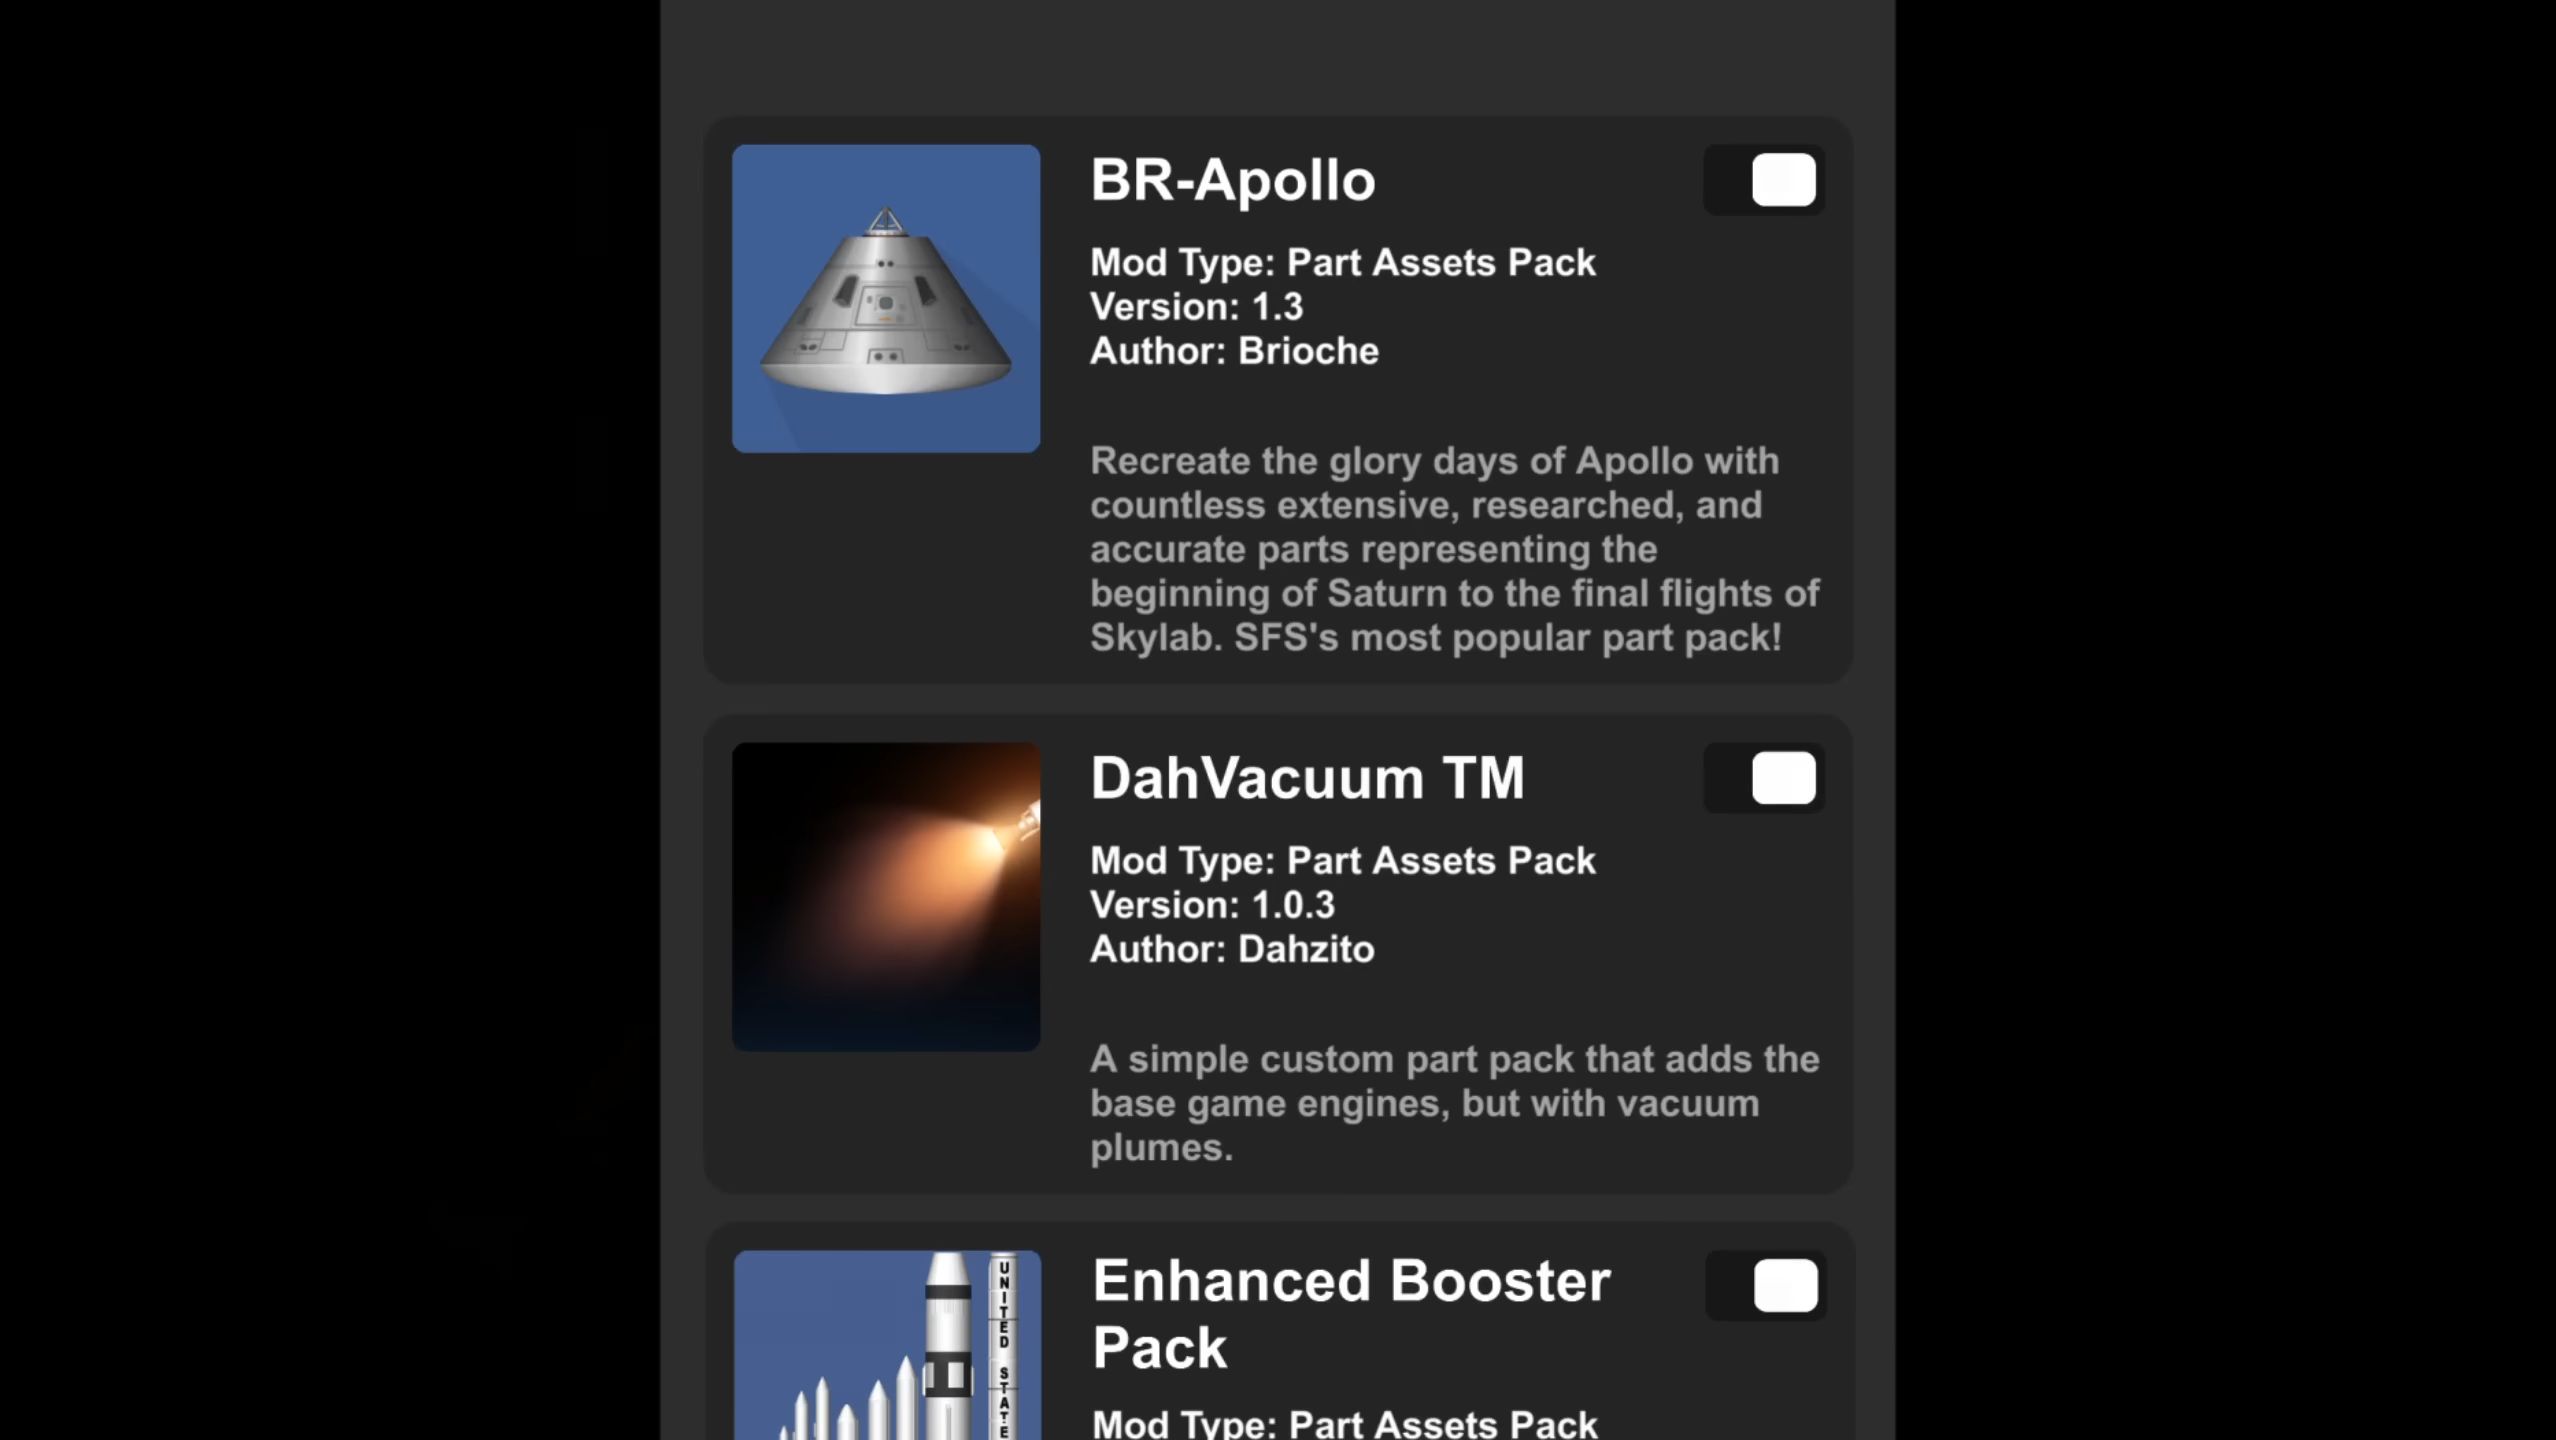 BR-Apollo
Mod Type: Part Assets Pack
Version: 1.3
Author: Brioche
Recreate the glory days of Apollo with
countless extensive, researched, and
accurate parts representing the
beginning of Saturn to the final flights of
Skylab. SFS's most popular part pack!
DahVacuum TM
Mod Type: Part Assets Pack
Version: 1.0.3
Author: Dahzito
A simple custom part pack that adds the
base game engines, but with vacuum
plumes.
UNITED STATE
Enhanced Booster
Pack
Mod Type: Part Assets Pack